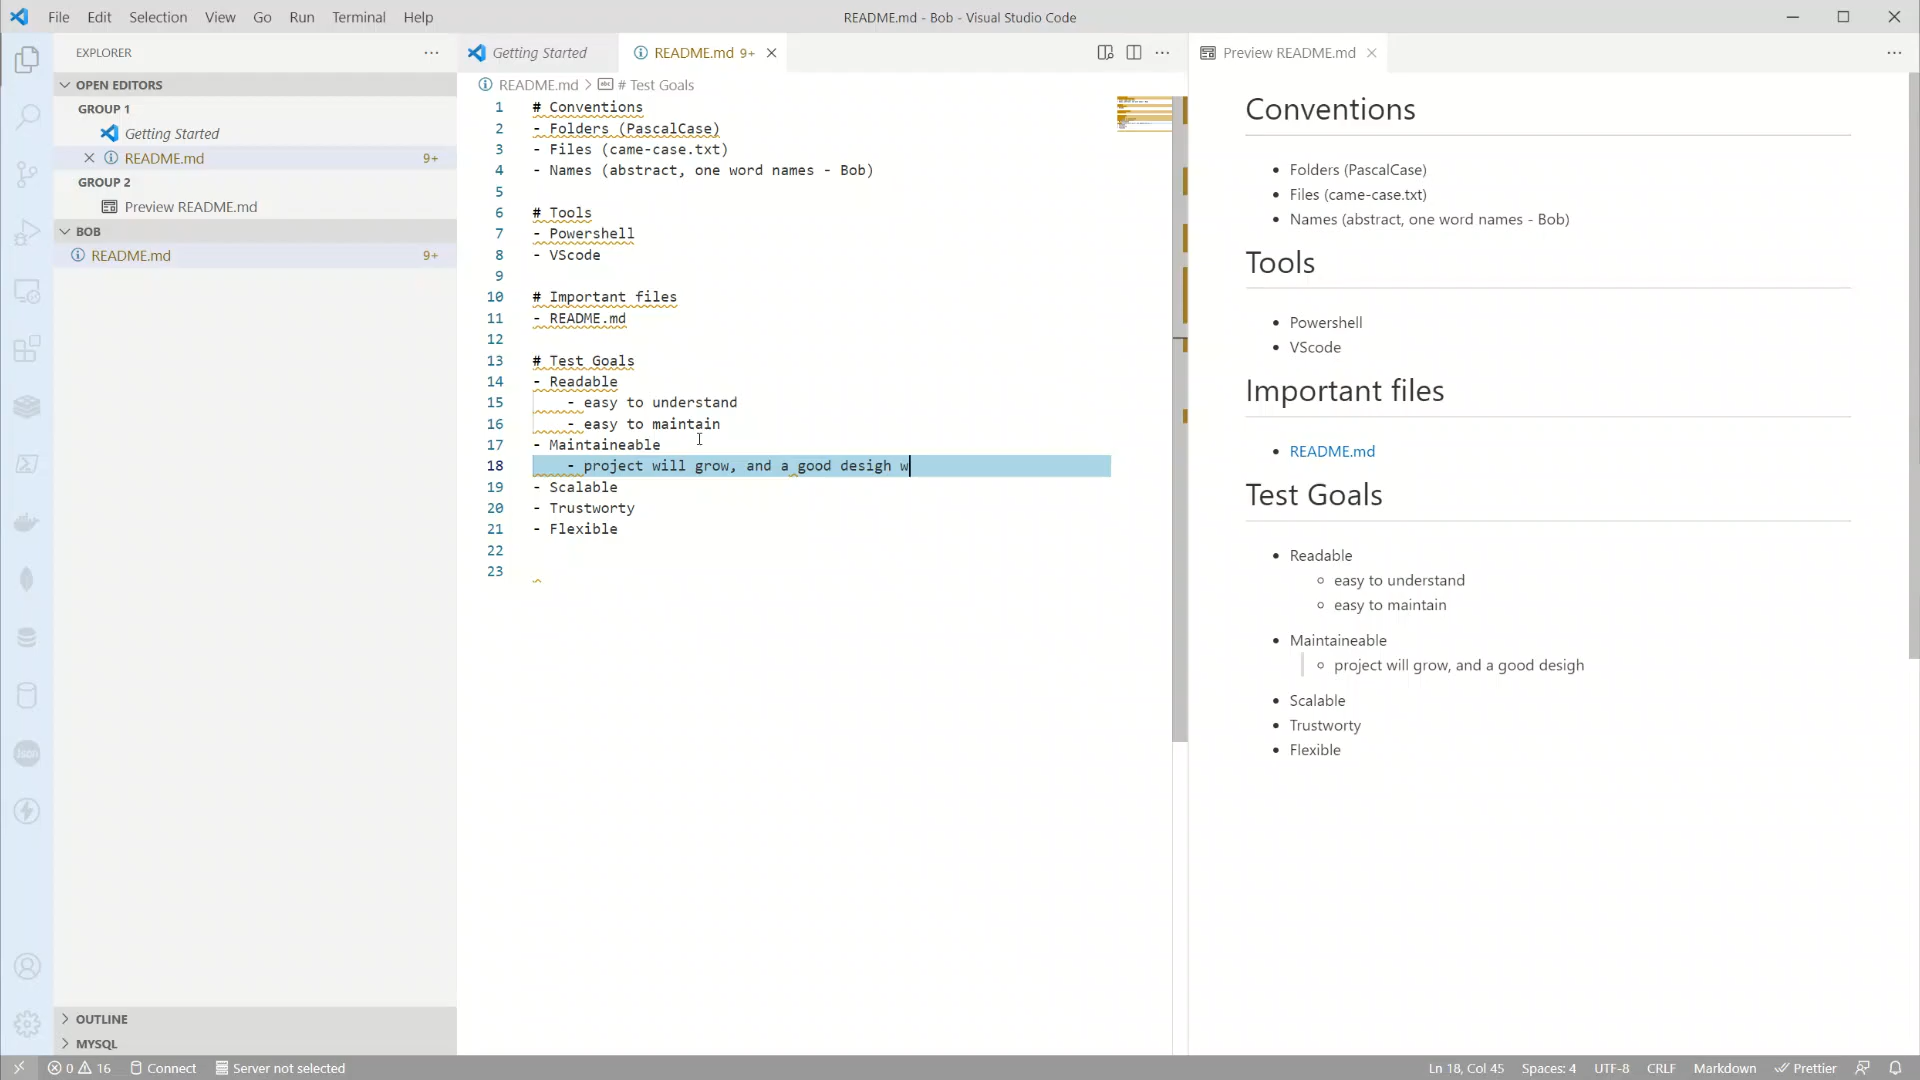 File Edit Selection View Go Run Terminal Help
README.md - Bob - Visual Studio Code
EXPLORER
OPEN EDITORS
GROUP 1
Getting Started
README.md 9+
GROUP 2
Preview README.md
BOB
README.md 9+
OUTLINE
MYSQL
Getting Started
README.md 9+
README.md > # Test Goals
1 # Conventions
2 - Folders (PascalCase)
3 - Files (came-case.txt)
4 - Names (abstract, one word names - Bob)
5
6 # Tools
7 - Powershell
8 - VScode
9
10 # Important files
11 - README.md
12
13 # Test Goals
14 - Readable
15 - easy to understand
16 - easy to maintain
17 - Maintaineable
18 - project will grow, and a good desigh w
19 - Scalable
20 - Trustworty
21 - Flexible
22
23
Preview README.md
Conventions
• Folders (PascalCase)
• Files (came-case.txt)
• Names (abstract, one word names - Bob)
Tools
• Powershell
• VScode
Important files
• README.md
Test Goals
• Readable
◦ easy to understand
◦ easy to maintain
• Maintaineable
◦ project will grow, and a good desigh
• Scalable
• Trustworty
• Flexible
0 16 Connect Server not selected
Ln 18, Col 45 Spaces: 4 UTF-8 CRLF Markdown Prettier